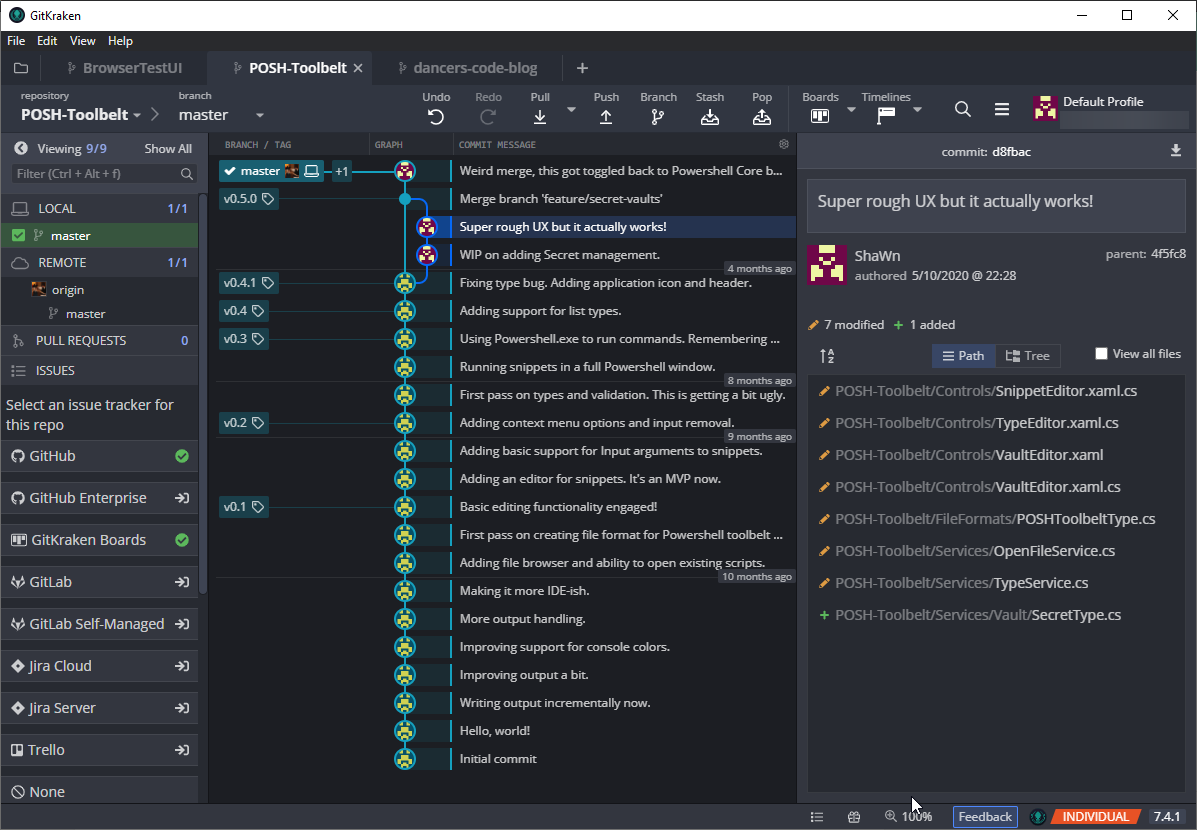 GitKraken
File Edit View Help
BrowserTestUI POSH-Toolbelt dancers-code-blog
repository branch
POSH-Toolbelt master
Undo Redo Pull Push Branch Stash Pop Boards Timelines
Default Profile
Viewing 9/9 Show All
Filter (Ctrl + Alt + f)
LOCAL 1/1
master
REMOTE 1/1
origin
master
PULL REQUESTS 0
ISSUES
Select an issue tracker for
this repo
GitHub
GitHub Enterprise
GitKraken Boards
GitLab
GitLab Self-Managed
Jira Cloud
Jira Server
Trello
None
BRANCH / TAG GRAPH COMMIT MESSAGE
master +1 Weird merge, this got toggled back to Powershell Core b...
v0.5.0 Merge branch 'feature/secret-vaults'
Super rough UX but it actually works!
WIP on adding Secret management.
4 months ago
v0.4.1 Fixing type bug. Adding application icon and header.
v0.4 Adding support for list types.
v0.3 Using Powershell.exe to run commands. Remembering ...
Running snippets in a full Powershell window.
8 months ago
First pass on types and validation. This is getting a bit ugly.
v0.2 Adding context menu options and input removal.
9 months ago
Adding basic support for Input arguments to snippets.
Adding an editor for snippets. It's an MVP now.
v0.1 Basic editing functionality engaged!
First pass on creating file format for Powershell toolbelt ...
Adding file browser and ability to open existing scripts.
10 months ago
Making it more IDE-ish.
More output handling.
Improving support for console colors.
Improving output a bit.
Writing output incrementally now.
Hello, world!
Initial commit
commit: d8fbac
Super rough UX but it actually works!
ShaWn parent: 4f5fc8
authored 5/10/2020 @ 22:28
7 modified + 1 added
Path Tree View all files
POSH-Toolbelt/Controls/SnippetEditor.xaml.cs
POSH-Toolbelt/Controls/TypeEditor.xaml.cs
POSH-Toolbelt/Controls/VaultEditor.xaml
POSH-Toolbelt/Controls/VaultEditor.xaml.cs
POSH-Toolbelt/FileFormats/POSHToolbeltType.cs
POSH-Toolbelt/Services/OpenFileService.cs
POSH-Toolbelt/Services/TypeService.cs
+ POSH-Toolbelt/Services/Vault/SecretType.cs
100% Feedback INDIVIDUAL 7.4.1